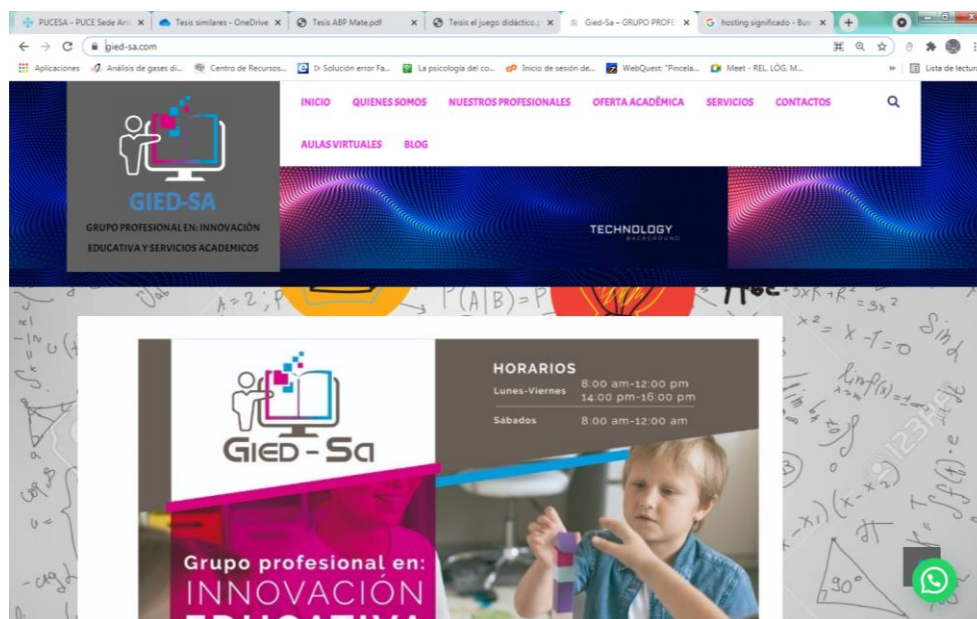 PUCESA – PUCE Sede Am
Tesis similares - OneDrive
Tesis ABP Mate.pdf
Teisis el juego didáctico.p
Gied-Sa – GRUPO PROFE
hosting significado - Bus
gied-sa.com
Aplicaciones
Análisis de gases di...
Centro de Recursos...
▷ Solución error Fa...
La psicología del co...
Inicio de sesión de...
WebQuest: "Pincela...
Meet - REL. LÓG. M...
»
Lista de lectura
INICIO QUIENES SOMOS NUESTROS PROFESIONALES OFERTA ACADÉMICA SERVICIOS CONTACTOS
AULAS VIRTUALES BLOG
GIED-SA
GRUPO PROFESIONAL EN: INNOVACIÓN
EDUCATIVA Y SERVICIOS ACADEMICOS
TECHNOLOGY
BACKGROUND
P(A|B)=P
HORARIOS
Lunes-Viernes 8:00 am-12:00 pm
14:00 pm-16:00 pm
Sábados 8:00 am-12:00 am
Gied - Sa
Grupo profesional en:
INNOVACIÓN
EDUCATIVA
90°
123RF